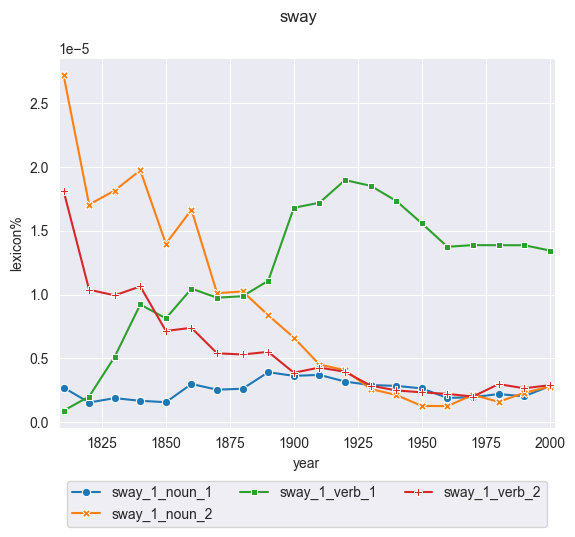 sway
1e−5
2.5
2.0
1.5
1.0
0.5
0.0
lexicon%
1825 1850 1875 1900 1925 1950 1975 2000
year
sway_1_noun_1 sway_1_verb_1 sway_1_verb_2
sway_1_noun_2